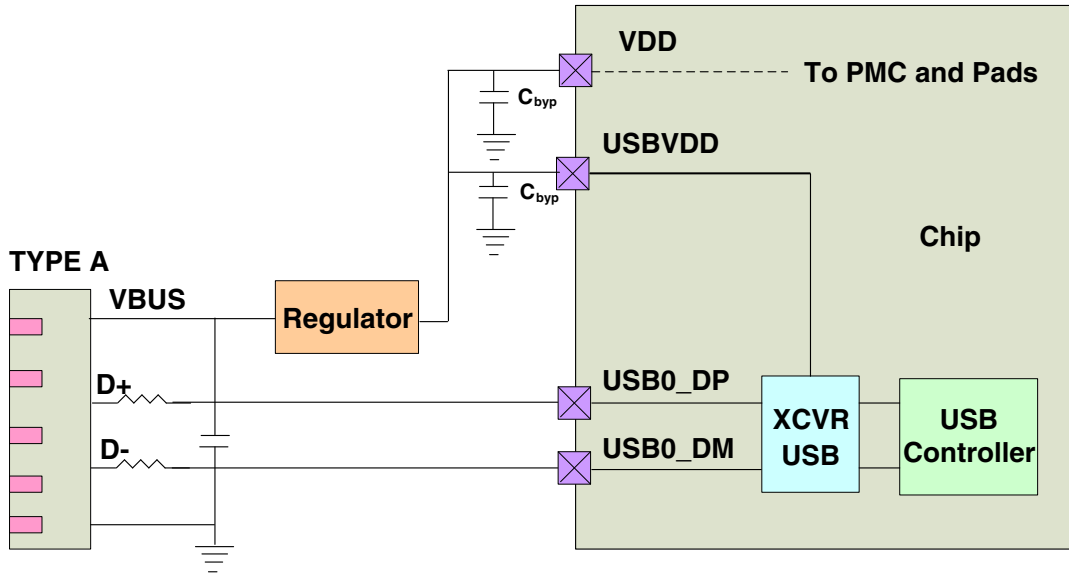 VDD
To PMC and Pads
Cbyp
USBVDD
Cbyp
Chip
TYPE A
VBUS
Regulator
D+
USB0_DP
D-
USB0_DM
XCVR
USB
USB
Controller